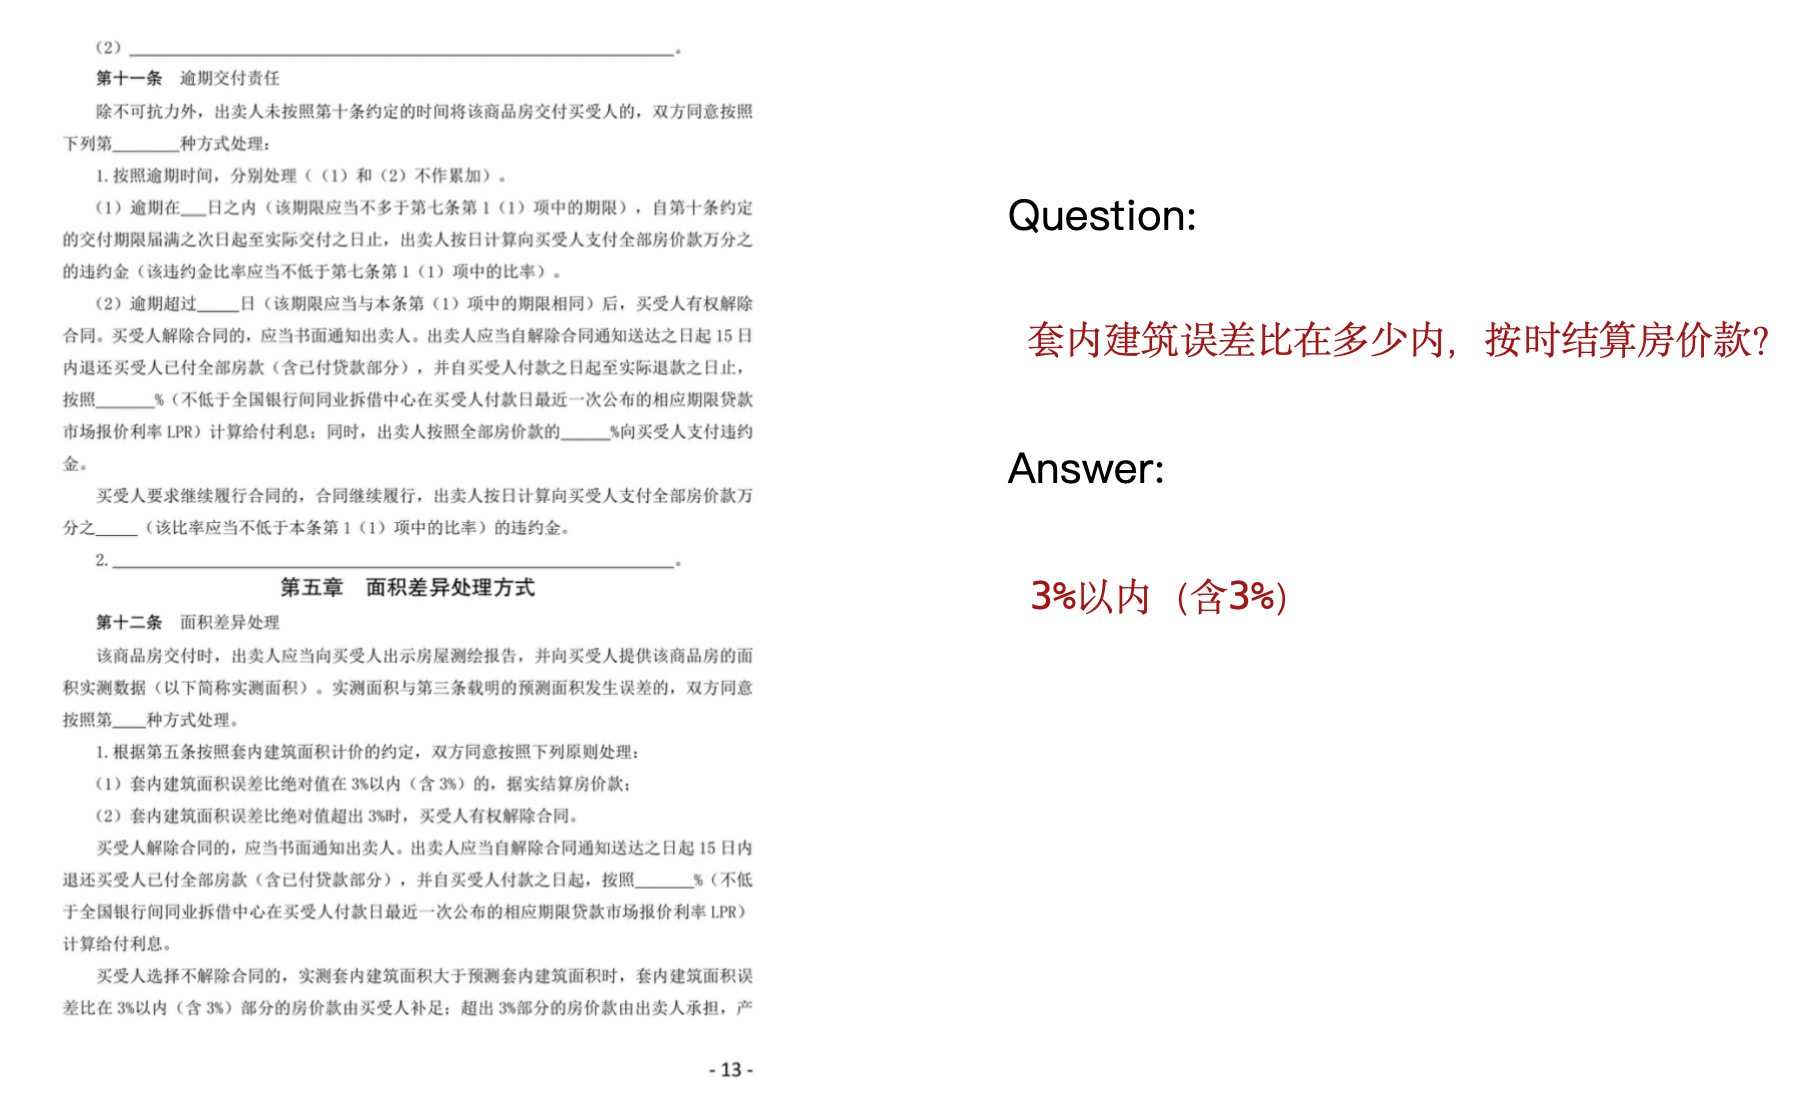 （2）______。
第十一条 逾期交付责任
除不可抗力外，出卖人未按照第十条约定的时间将该商品房交付买受人的，双方同意按照
下列第______种方式处理：
1.按照逾期时间，分别处理（（1）和（2）不作累加）。
（1）逾期在___日之内（该期限应当不多于第七条第1（1）项中的期限），自第十条约定
的交付期限届满之次日起至实际交付之日止，出卖人按日计算向买受人支付全部房价款万分之
的违约金（该违约金比率应当不低于第七条第1（1）项中的比率）。
（2）逾期超过_____日（该期限应当与本条第（1）项中的期限相同）后，买受人有权解除
合同。买受人解除合同的，应当书面通知出卖人。出卖人应当自解除合同通知送达之日起15日
内退还买受人已付全部房款（含已付贷款部分），并自买受人付款之日起至实际退款之日止，
按照_______%（不低于全国银行间同业拆借中心在买受人付款日最近一次公布的相应期限贷款
市场报价利率LPR）计算给付利息；同时，出卖人按照全部房价款的______%向买受人支付违约
金。
买受人要求继续履行合同的，合同继续履行，出卖人按日计算向买受人支付全部房价款万
分之_____（该比率应当不低于本条第1（1）项中的比率）的违约金。
2.______。
第五章 面积差异处理方式
第十二条 面积差异处理
该商品房交付时，出卖人应当向买受人出示房屋测绘报告，并向买受人提供该商品房的面
积实测数据（以下简称实测面积）。实测面积与第三条载明的预测面积发生误差的，双方同意
按照第____种方式处理。
1.根据第五条按照套内建筑面积计价的约定，双方同意按照下列原则处理：
（1）套内建筑面积误差比绝对值在3%以内（含3%）的，据实结算房价款；
（2）套内建筑面积误差比绝对值超出3%时，买受人有权解除合同。
买受人解除合同的，应当书面通知出卖人。出卖人应当自解除合同通知送达之日起15日内
退还买受人已付全部房款（含已付贷款部分），并自买受人付款之日起，按照_______%（不低
于全国银行间同业拆借中心在买受人付款日最近一次公布的相应期限贷款市场报价利率LPR）
计算给付利息。
买受人选择不解除合同的，实测套内建筑面积大于预测套内建筑面积时，套内建筑面积误
差比在3%以内（含3%）部分的房价款由买受人补足；超出3%部分的房价款由出卖人承担，产
- 13 -
Question:
套内建筑误差比在多少内，按时结算房价款？
Answer:
3%以内（含3%）